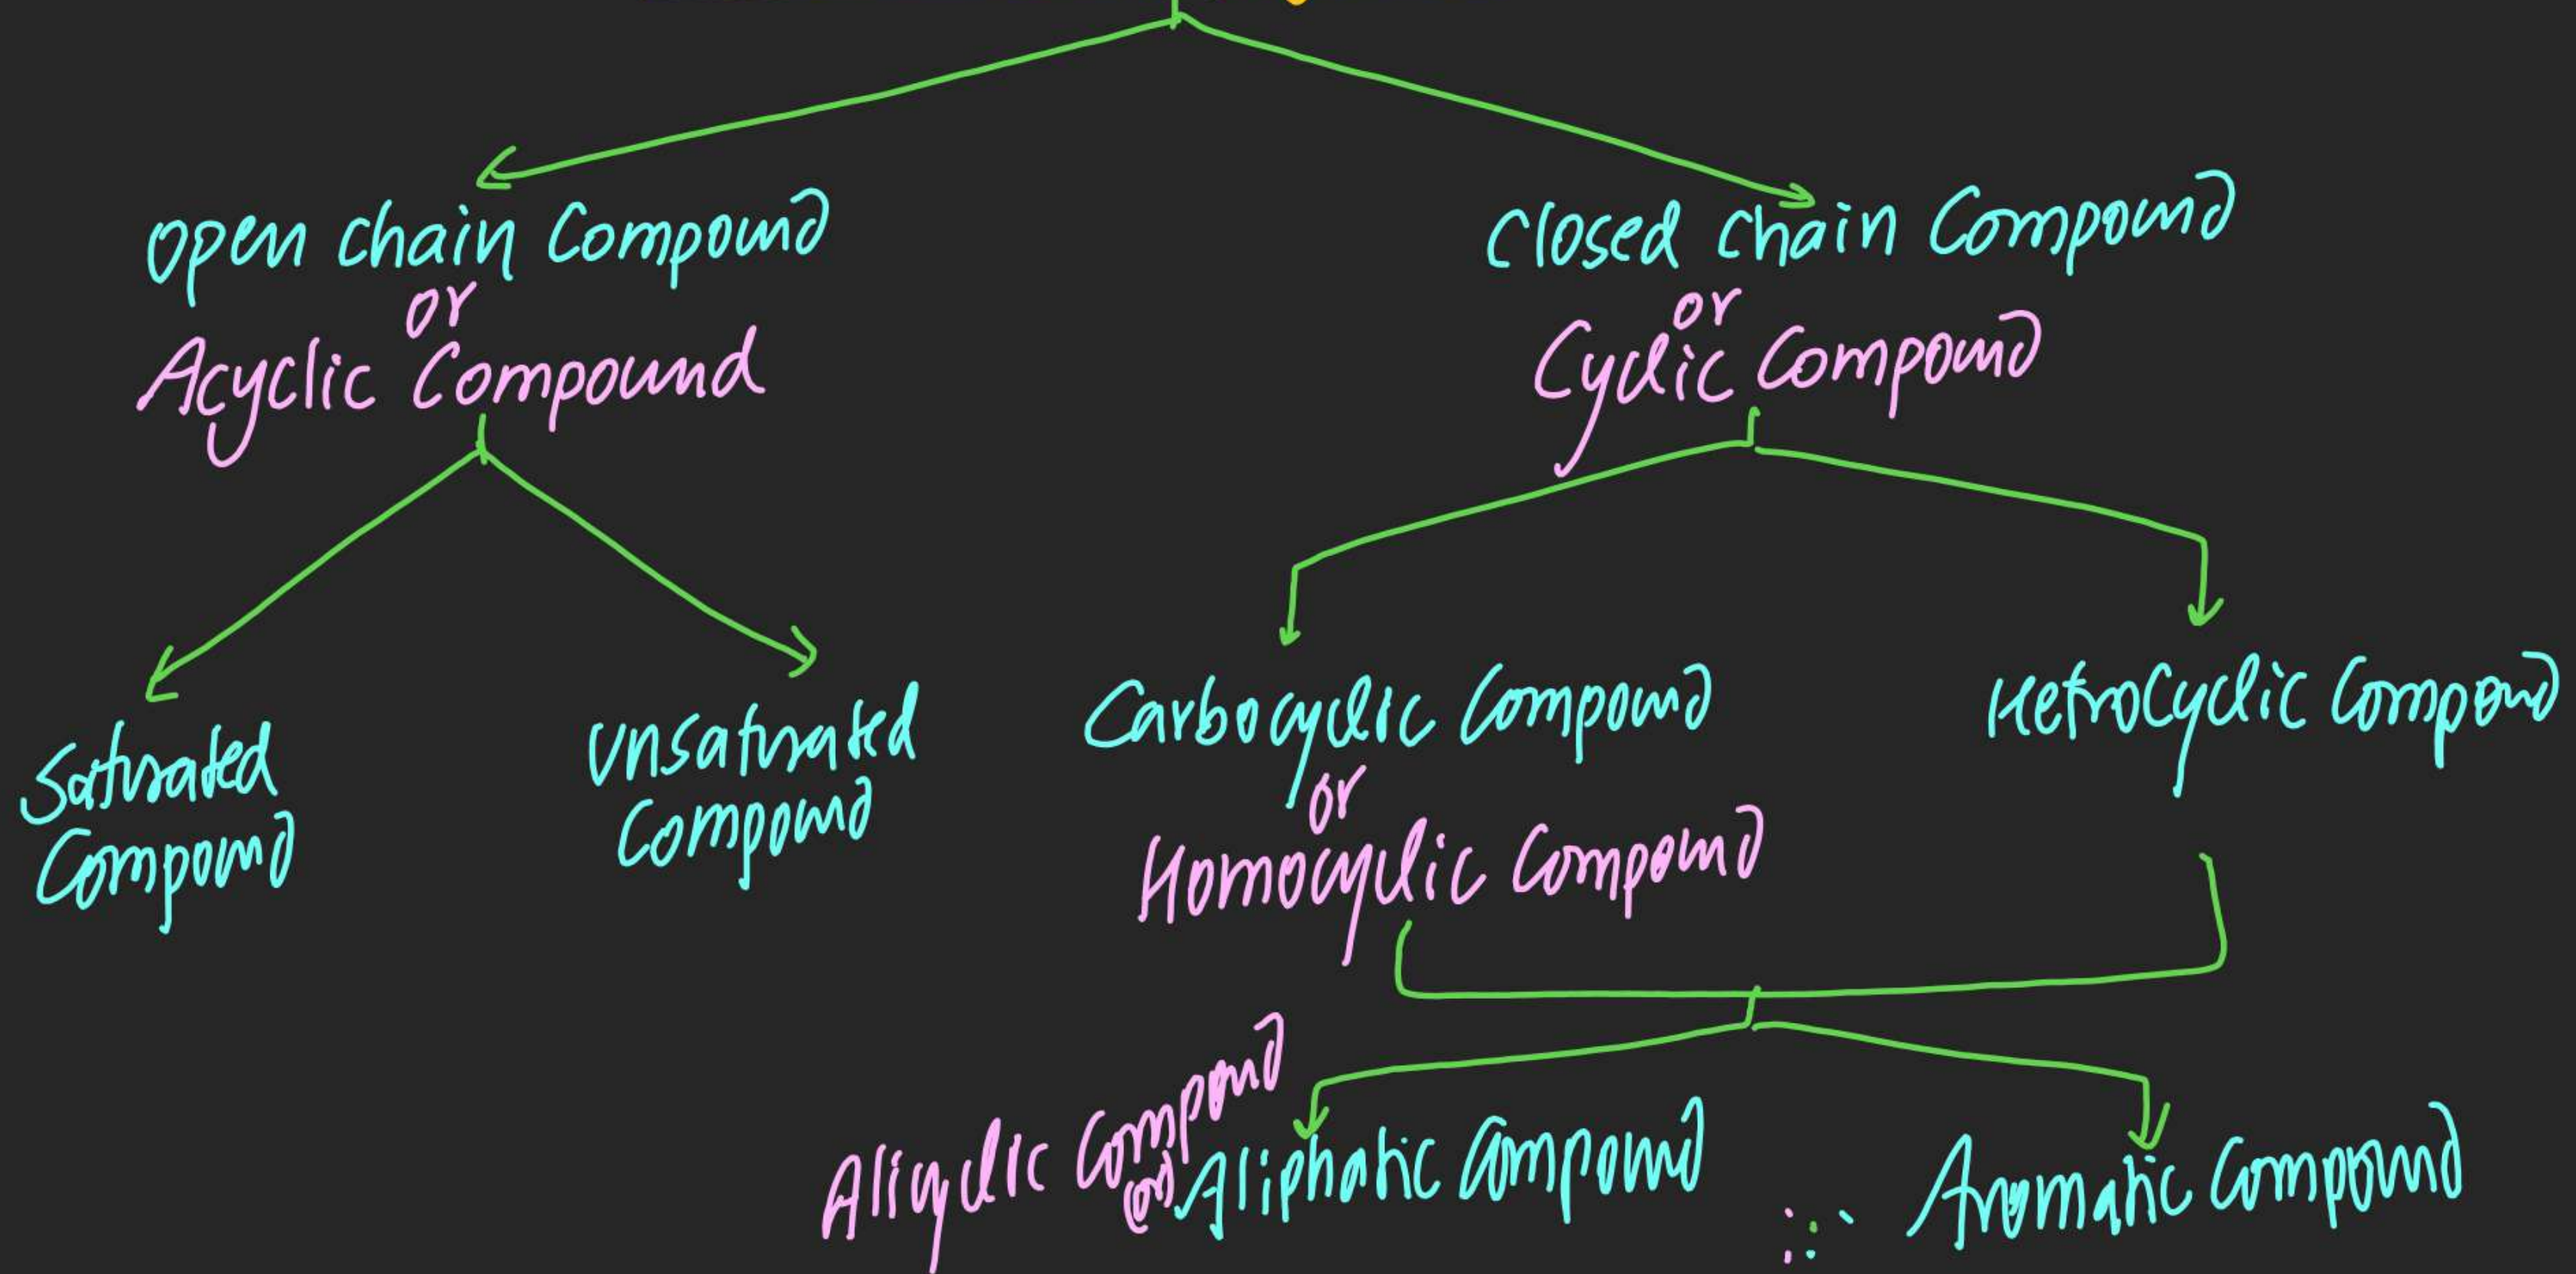 Open chain Compound
or
Acyclic Compound
Closed chain Compound
or
Cyclic Compound
Saturated
Compound
Unsaturated
Compound
Carbocyclic Compound
or
Homocyclic Compound
Hetrocyclic Compound
Alicyclic Compound
(or)
Aliphatic Compound
Aromatic Compound